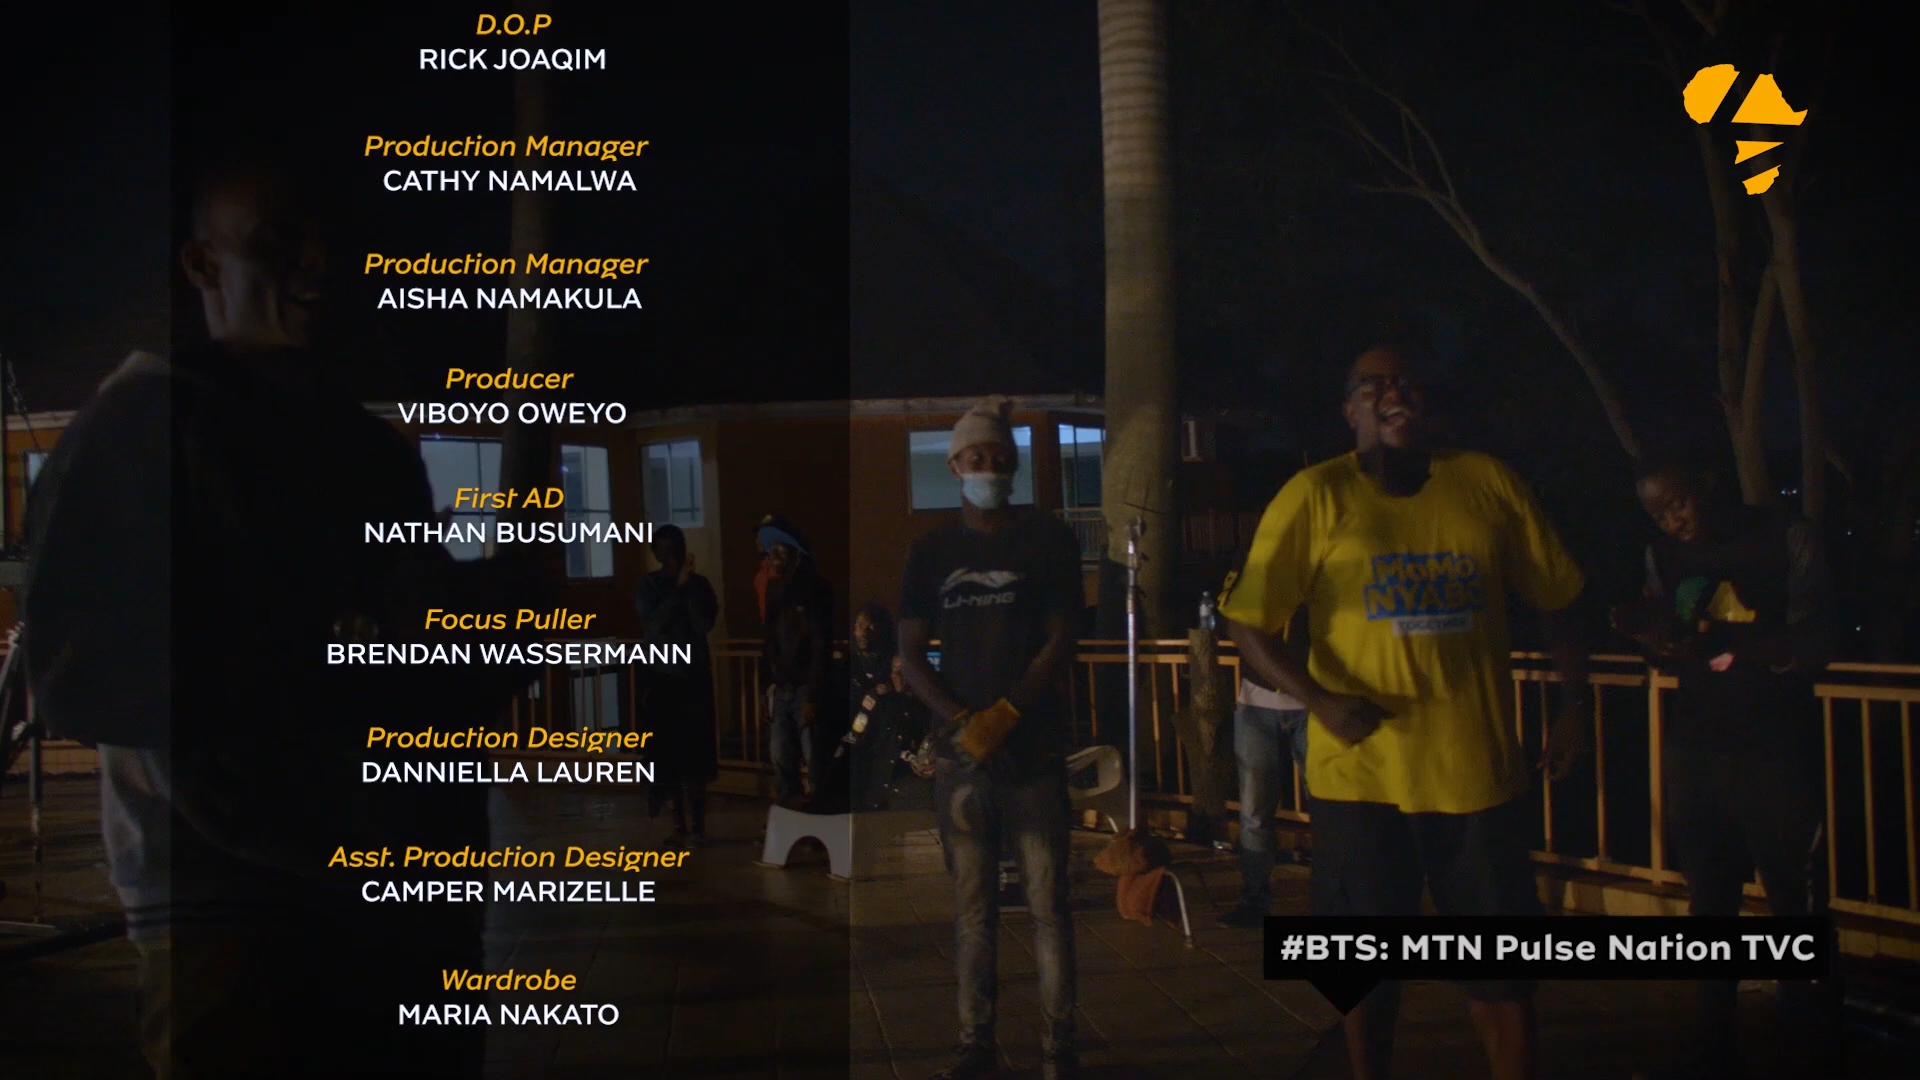 D.O.P
RICK JOAQIM
Production Manager
CATHY NAMALWA
Production Manager
AISHA NAMAKULA
Producer
VIBOYO OWEYO
First AD
NATHAN BUSUMANI
Focus Puller
BRENDAN WASSERMANN
Production Designer
DANNIELLA LAUREN
Asst. Production Designer
CAMPER MARIZELLE
Wardrobe
MARIA NAKATO
LI-NING
MOMO
NYABO
TOGETHER
#BTS: MTN Pulse Nation TVC